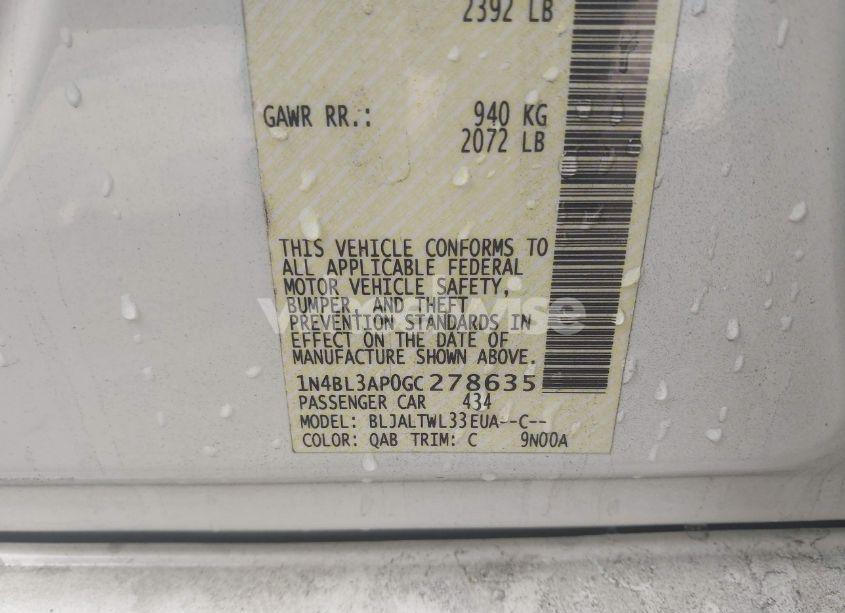 2392 LB
GAWR RR.: 940 KG
2072 LB
THIS VEHICLE CONFORMS TO
ALL APPLICABLE FEDERAL
MOTOR VEHICLE SAFETY,
BUMPER, AND THEFT
PREVENTION STANDARDS IN
EFFECT ON THE DATE OF
MANUFACTURE SHOWN ABOVE.
1N4BL3AP0GC278635
PASSENGER CAR 434
MODEL: BLJALTWL33EUA--C--
COLOR: QAB TRIM: C 9N00A